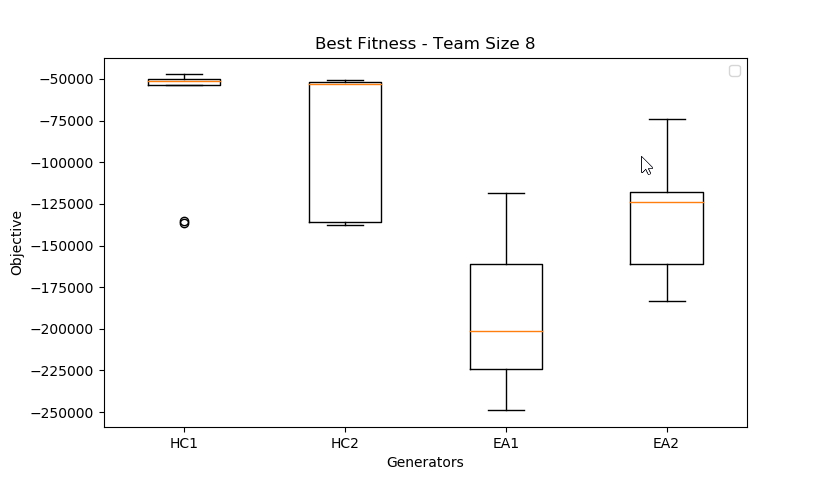 Best Fitness - Team Size 8
−50000
−75000
−100000
−125000
−150000
−175000
−200000
−225000
−250000
Objective
HC1 HC2 EA1 EA2
Generators